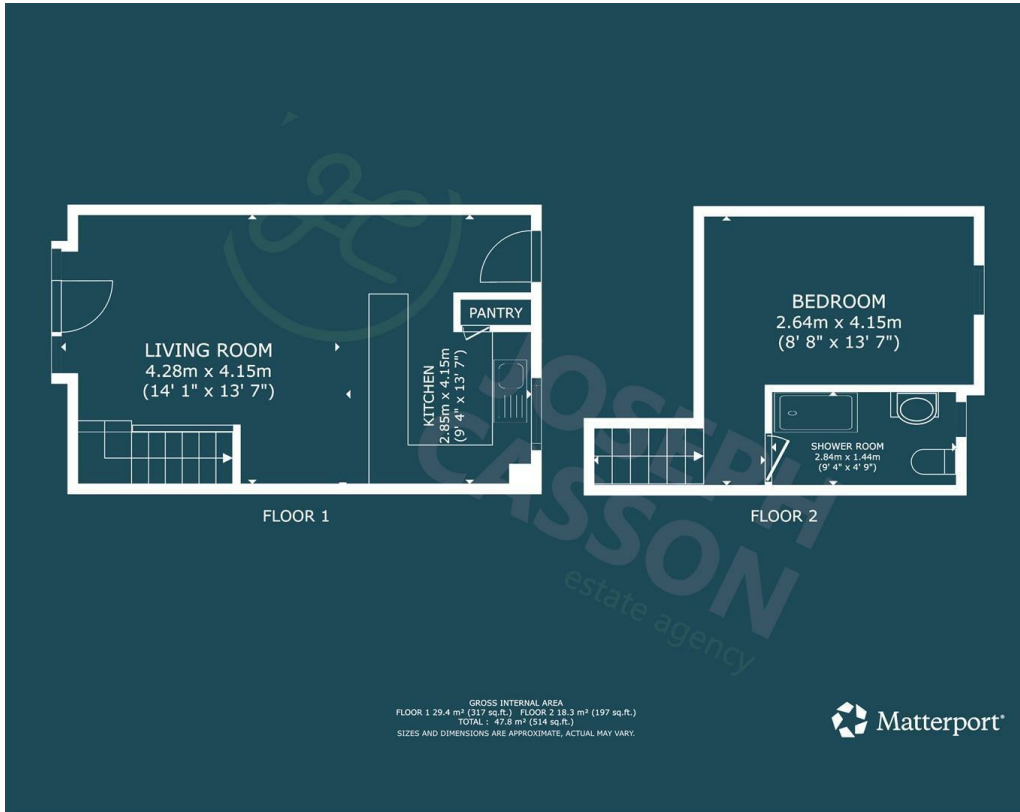 LIVING ROOM
4.28m x 4.15m
(14' 1" x 13' 7")
KITCHEN
2.85m x 4.15m
(9' 4" x 13' 7")
PANTRY
FLOOR 1
BEDROOM
2.64m x 4.15m
(8' 8" x 13' 7")
SHOWER ROOM
2.84m x 1.44m
(9' 4" x 4' 9")
FLOOR 2
JOSEPH
CASSON
estate agency
GROSS INTERNAL AREA
FLOOR 1 29.4 m² (317 sq.ft.) FLOOR 2 18.3 m² (197 sq.ft.)
TOTAL : 47.8 m² (514 sq.ft.)
SIZES AND DIMENSIONS ARE APPROXIMATE, ACTUAL MAY VARY.
Matterport®